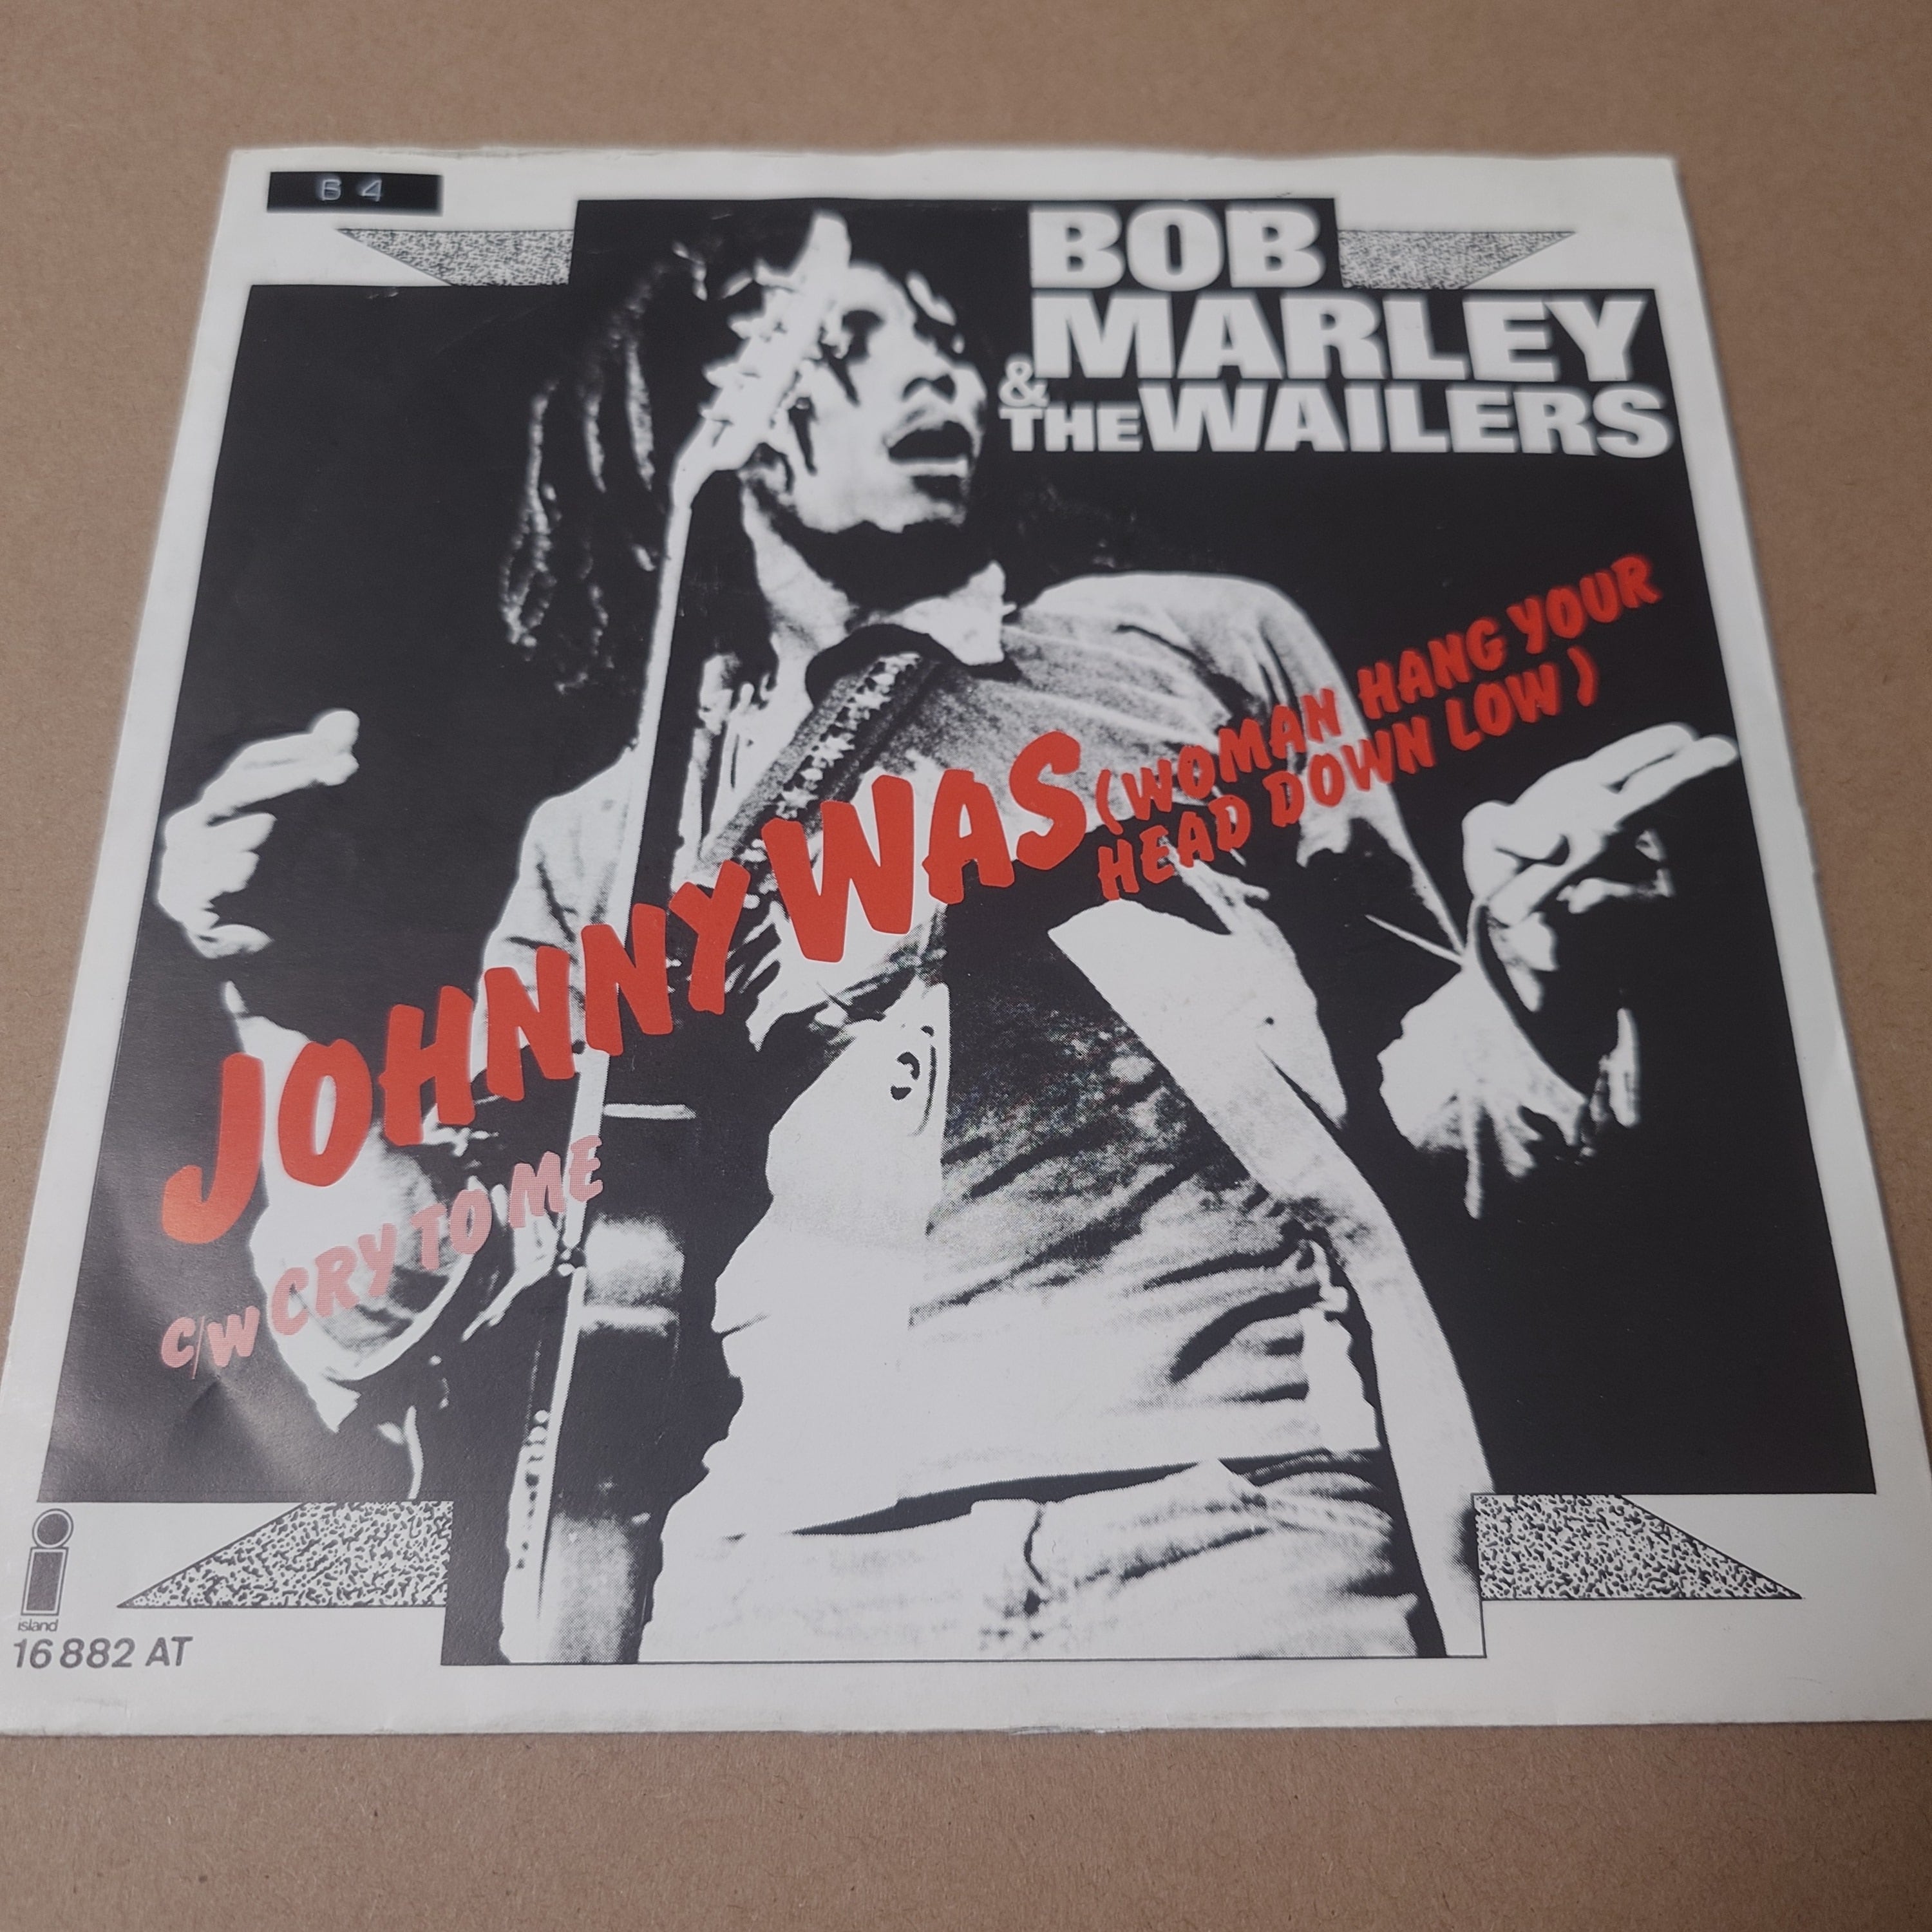 64
BOB
MARLEY
& THE WAILERS
JOHNNY WAS (WOMAN HANG YOUR
HEAD DOWN LOW)
C/W CRY TO ME
island
16 882 AT